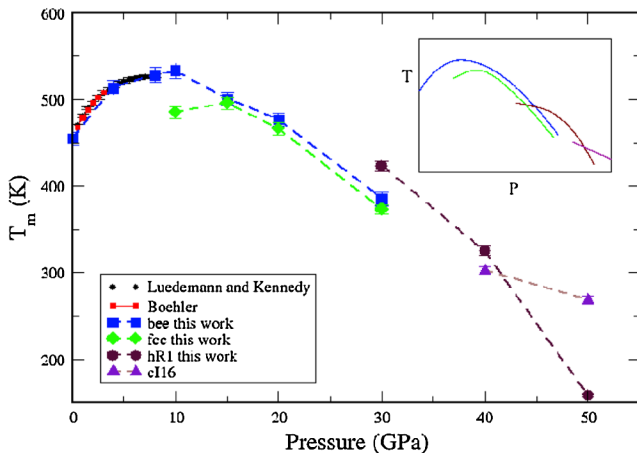 600
500
400
300
200
T_m (K)
T
P
Luedemann and Kennedy
Boehler
bcc this work
fcc this work
hR1 this work
cI16
0 10 20 30 40 50
Pressure (GPa)